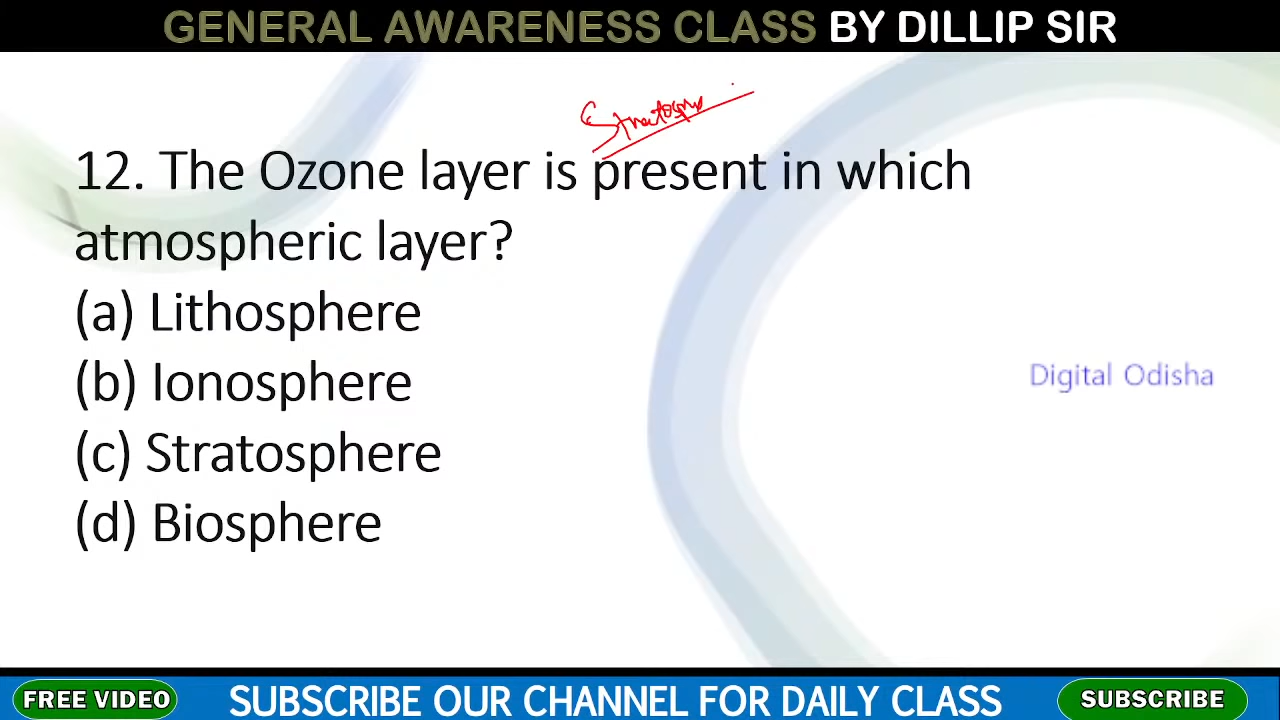 GENERAL AWARENESS CLASS BY DILLIP SIR
12. The Ozone layer is present in which
atmospheric layer?
(a) Lithosphere
(b) Ionosphere
(c) Stratosphere
(d) Biosphere
Digital Odisha
FREE VIDEO
SUBSCRIBE OUR CHANNEL FOR DAILY CLASS
SUBSCRIBE